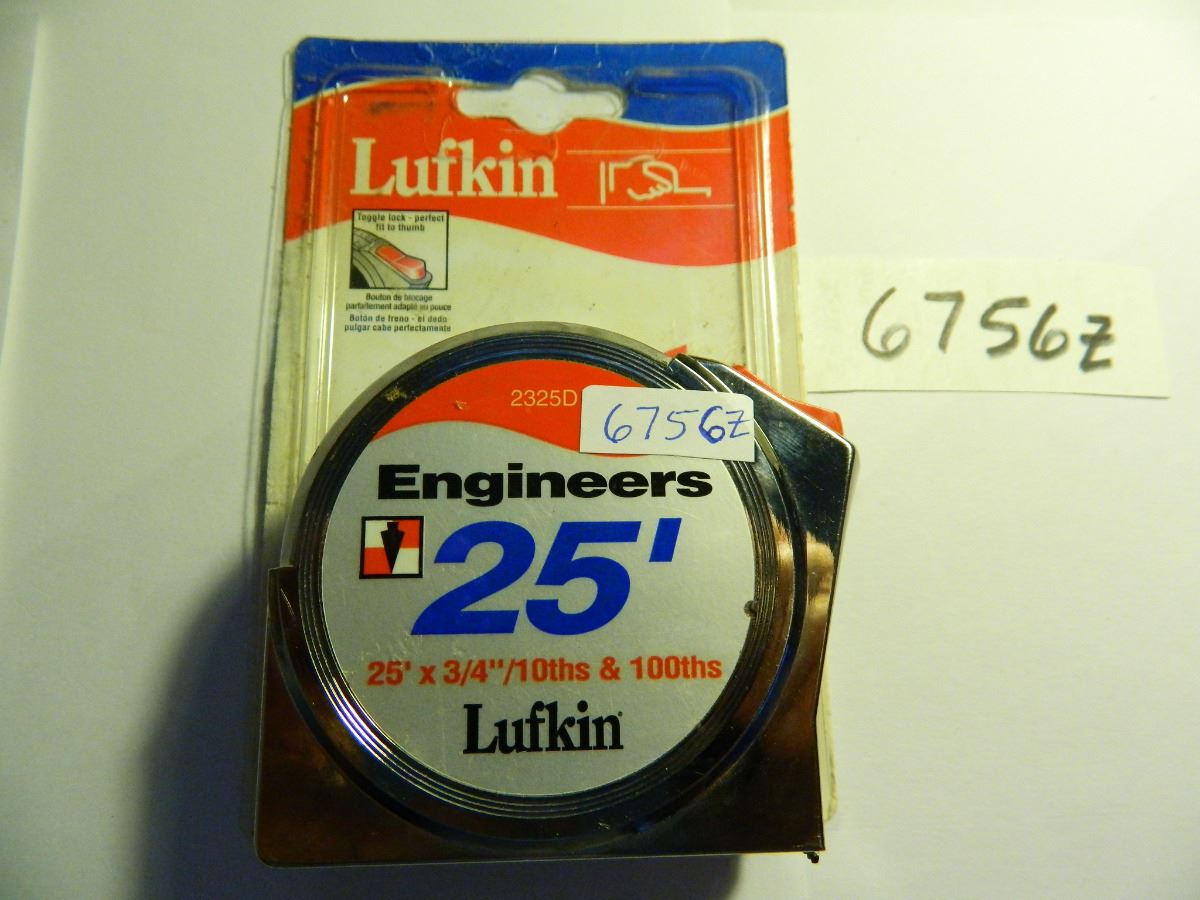 Lufkin
Toggle lock - perfect
fit to thumb
Bouton de blocage
parfaitement adapté au pouce
Botón de freno - el dedo
pulgar cabe perfectamente
6756z
2325D
6756z
Engineers
25'
25' x 3/4"/10ths & 100ths
Lufkin